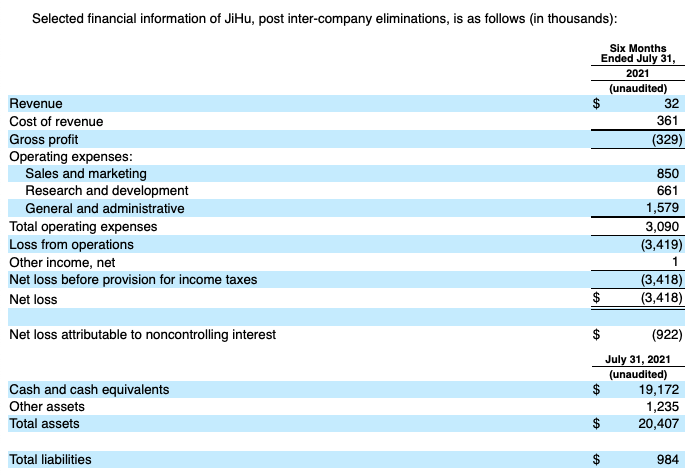 Selected financial information of JiHu, post inter-company eliminations, is as follows (in thousands):
Six Months
Ended July 31,
2021
(unaudited)
Revenue $ 32
Cost of revenue 361
Gross profit (329)
Operating expenses:
Sales and marketing 850
Research and development 661
General and administrative 1,579
Total operating expenses 3,090
Loss from operations (3,419)
Other income, net 1
Net loss before provision for income taxes (3,418)
Net loss $ (3,418)
Net loss attributable to noncontrolling interest $ (922)
July 31, 2021
(unaudited)
Cash and cash equivalents $ 19,172
Other assets 1,235
Total assets $ 20,407
Total liabilities $ 984